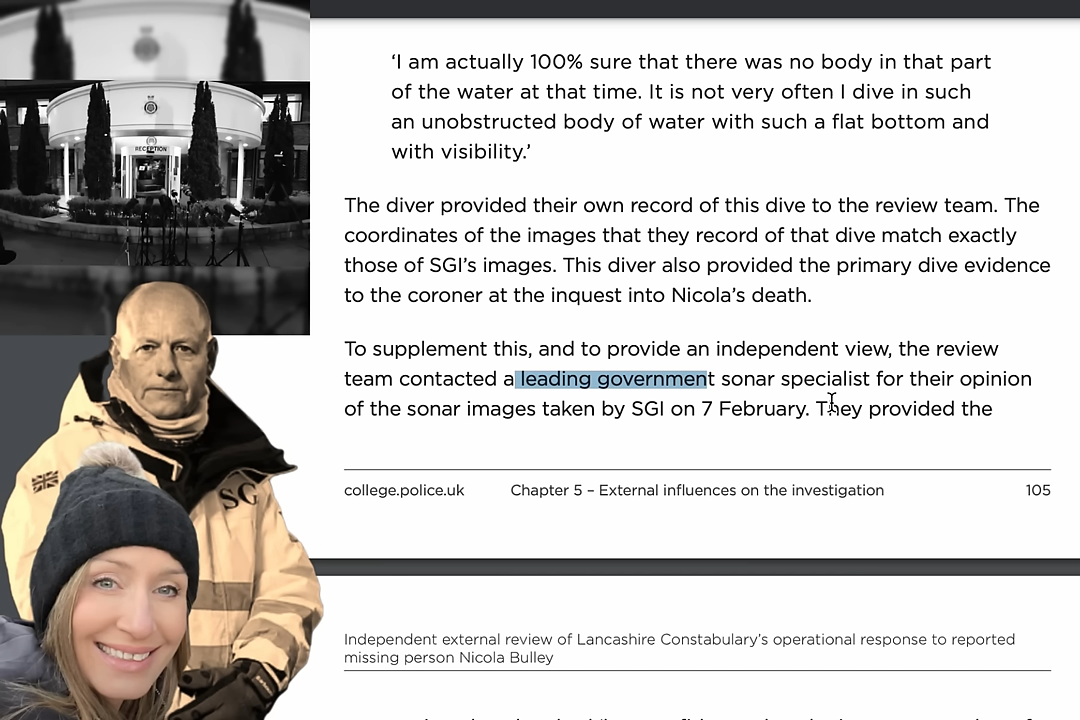 RECEPTION
SG
‘I am actually 100% sure that there was no body in that part
of the water at that time. It is not very often I dive in such
an unobstructed body of water with such a flat bottom and
with visibility.’
The diver provided their own record of this dive to the review team. The
coordinates of the images that they record of that dive match exactly
those of SGI’s images. This diver also provided the primary dive evidence
to the coroner at the inquest into Nicola’s death.
To supplement this, and to provide an independent view, the review
team contacted a leading government sonar specialist for their opinion
of the sonar images taken by SGI on 7 February. They provided the
college.police.uk Chapter 5 – External influences on the investigation 105
Independent external review of Lancashire Constabulary’s operational response to reported
missing person Nicola Bulley